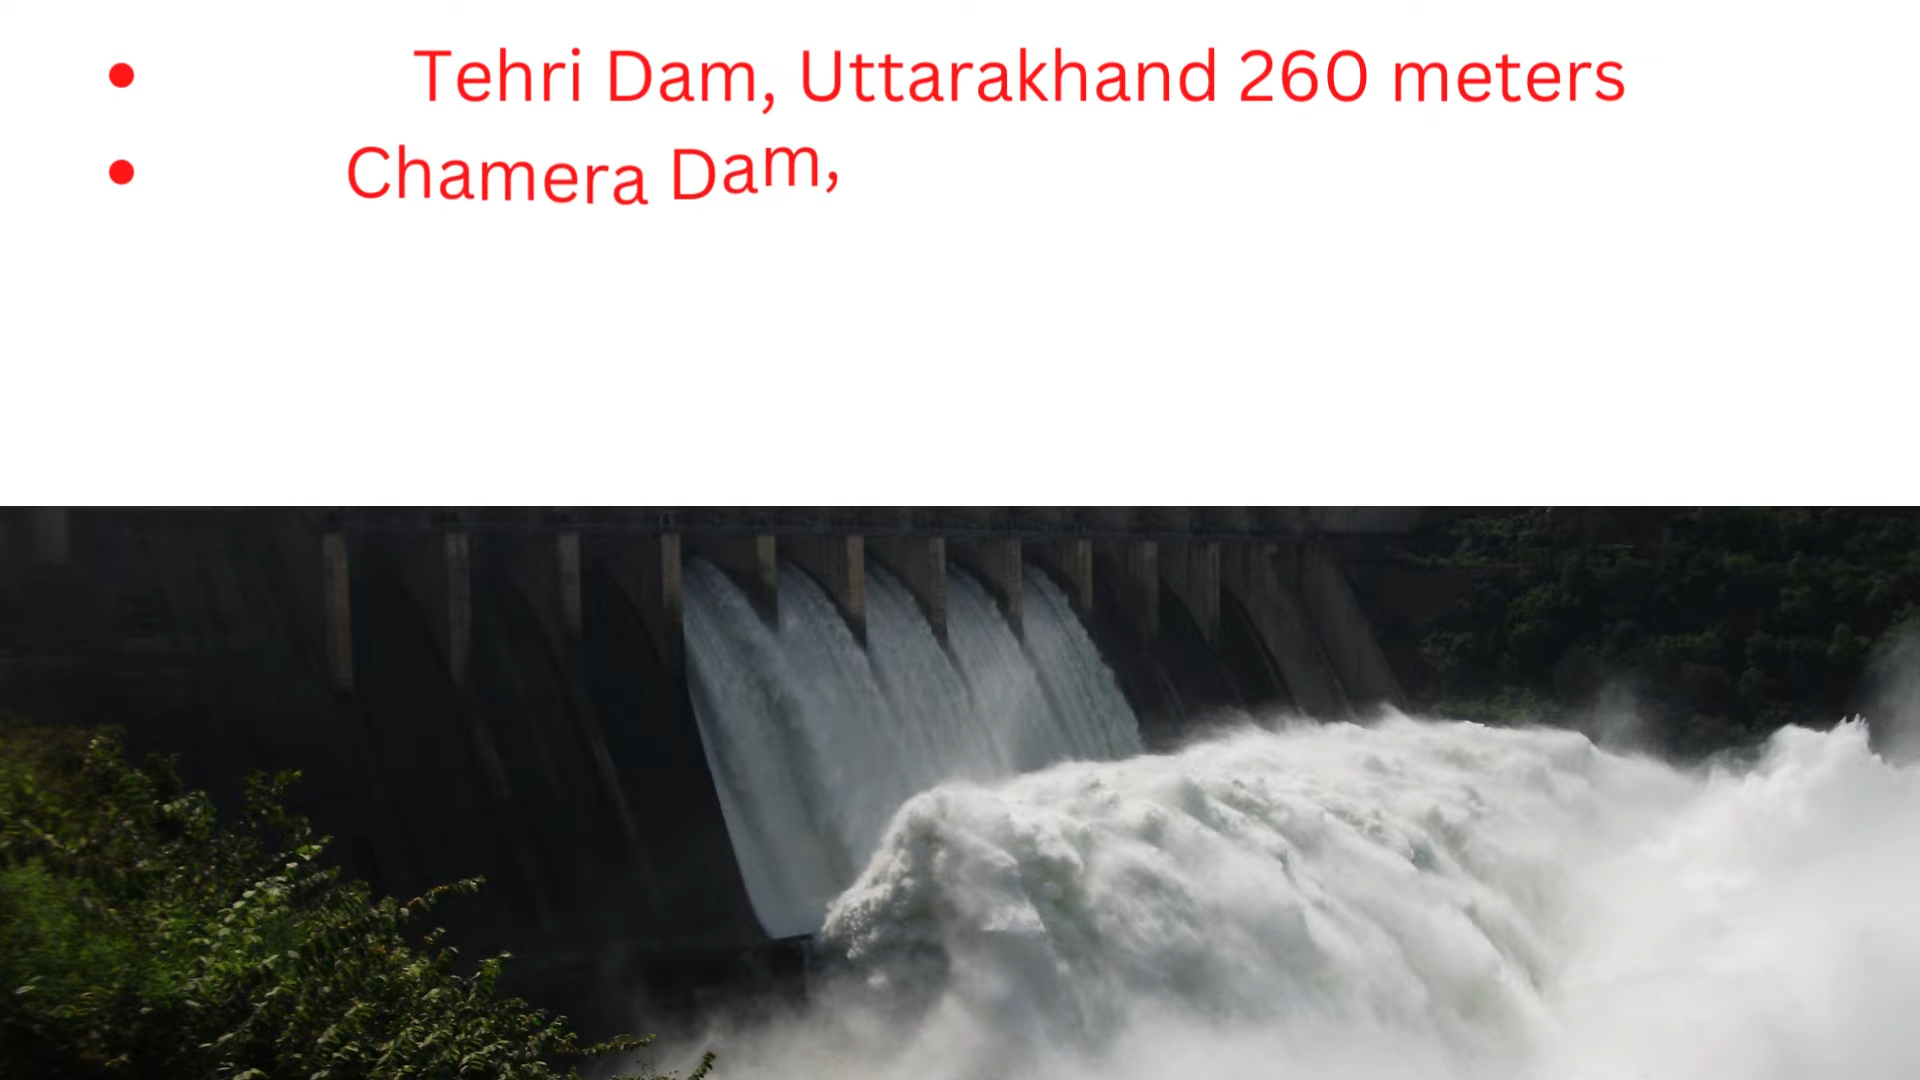 • Tehri Dam, Uttarakhand 260 meters
• Chamera Dam,